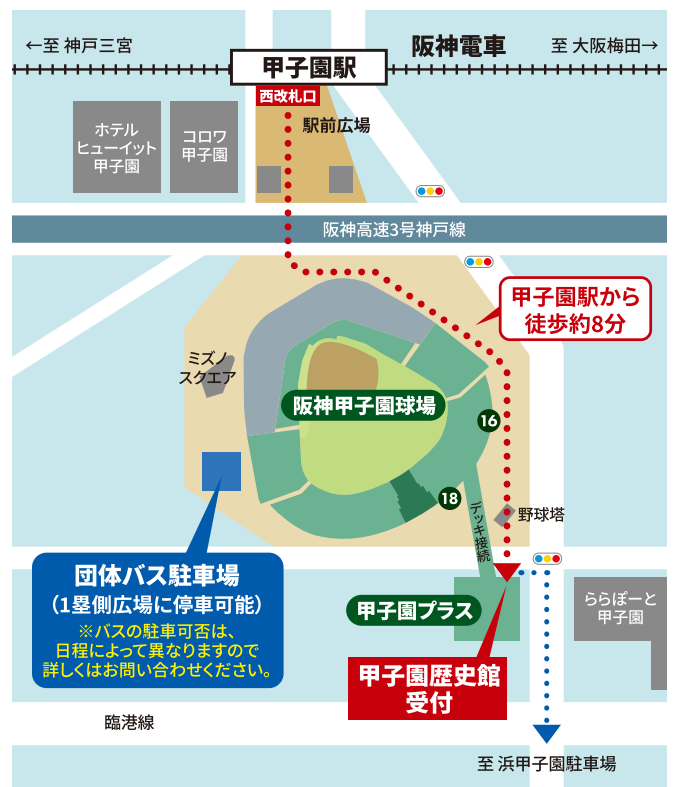 ←至 神戸三宮
阪神電車
至 大阪梅田→
甲子園駅
西改札口
駅前広場
ホテル
ヒューイット
甲子園
コロワ
甲子園
阪神高速3号神戸線
甲子園駅から
徒歩約8分
ミズノ
スクエア
阪神甲子園球場
16
18
デッキ接続
野球塔
団体バス駐車場
（1塁側広場に停車可能）
※バスの駐車可否は、
日程によって異なりますので
詳しくはお問い合わせください。
甲子園プラス
ららぽーと
甲子園
甲子園歴史館
受付
臨港線
至 浜甲子園駐車場